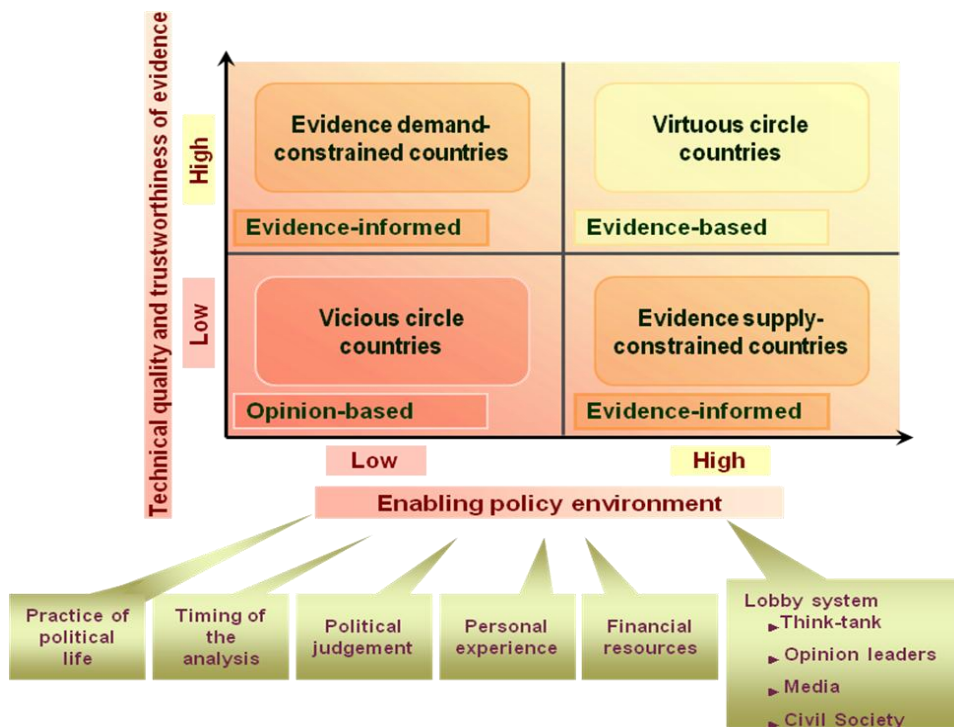 Technical quality and trustworthiness of evidence
High
Low
Evidence demand-
constrained countries
Evidence-informed
Virtuous circle
countries
Evidence-based
Vicious circle
countries
Opinion-based
Evidence supply-
constrained countries
Evidence-informed
Low
High
Enabling policy environment
Practice of
political
life
Timing of
the
analysis
Political
judgement
Personal
experience
Financial
resources
Lobby system
Think-tank
Opinion leaders
Media
Civil Society